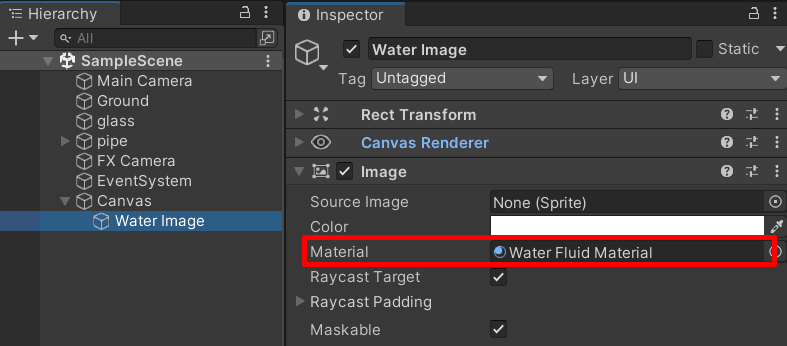 Hierarchy
All
SampleScene
Main Camera
Ground
glass
pipe
FX Camera
EventSystem
Canvas
Water Image
Inspector
Water Image
Static
Tag Untagged Layer UI
Rect Transform
Canvas Renderer
Image
Source Image None (Sprite)
Color
Material Water Fluid Material
Raycast Target
Raycast Padding
Maskable